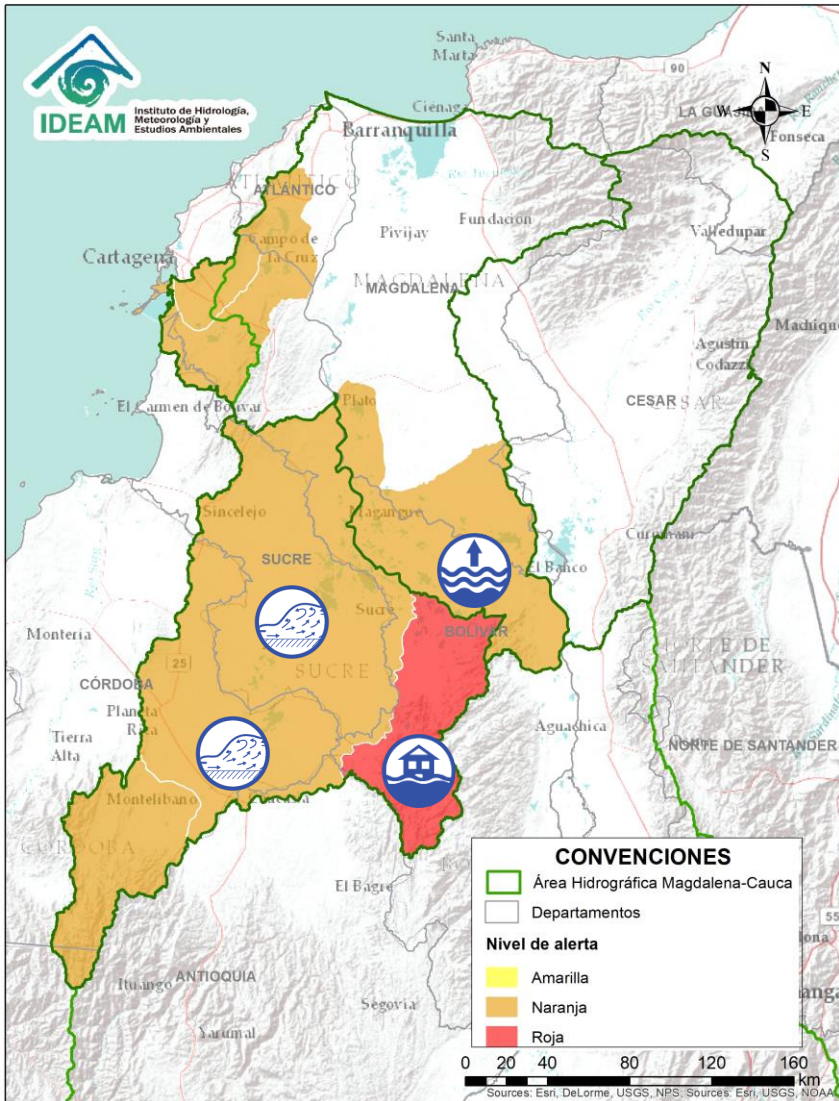 IDEAM
Instituto de Hidrología,
Meteorología y
Estudios Ambientales
Santa
Marta
90
N
W
E
S
Ciénaga
Barranquilla
Fonseca
ATLÁNTICO
Fundación
Pivijay
Valledupar
Campo de
la Cruz
Cartagena
MAGDALENA
MAGDALENA
Machique
Agustín
Codazzi
El Carmen de Bolívar
Plato
CESAR
CESAR
Sincelejo
Magangue
Curumaní
SUCRE
El Banco
Sucre
Montería
BOLÍVAR
NORTE DE
SANTANDER
25
SUCRE
CÓRDOBA
Planeta
Rica
Aguachica
Tierra
Alta
NORTE DE SANTANDER
Montelíbano
CÓRDOBA
El Bagre
Ituango
ANTIOQUIA
Segovia
Yarumal
CONVENCIONES
Área Hidrográfica Magdalena-Cauca
Departamentos
Nivel de alerta
Amarilla
Naranja
Roja
55
0 20 40 80 120 160
km
Sources: Esri, DeLorme, USGS, NPS; Sources: Esri, USGS, NOAA